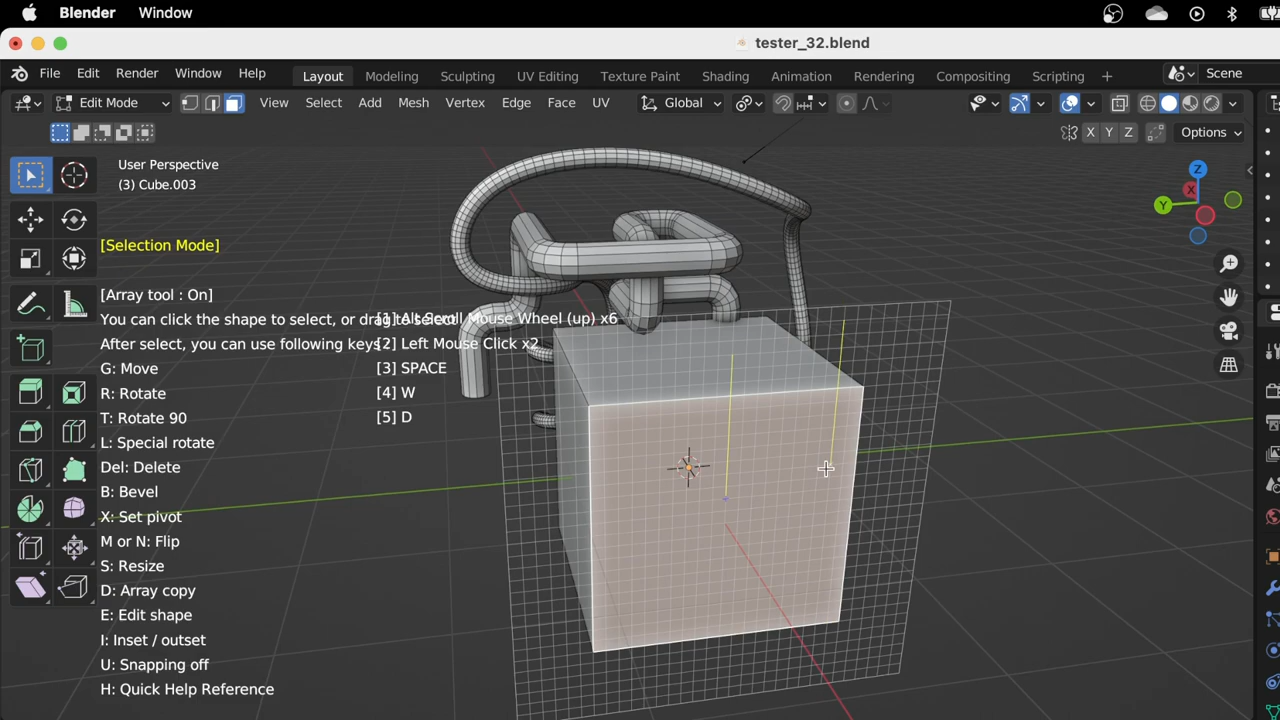 Blender Window
tester_32.blend
File Edit Render Window Help Layout Modeling Sculpting UV Editing Texture Paint Shading Animation Rendering Compositing Scripting + Scene
Edit Mode View Select Add Mesh Vertex Edge Face UV Global
X Y Z Options
User Perspective
(3) Cube.003
Z
X
Y
[Selection Mode]
[Array tool : On]
You can click the shape to select, or drag to select
[1] Alt Scroll Mouse Wheel (up) x6
After select, you can use following keys
[2] Left Mouse Click x2
G: Move
[3] SPACE
R: Rotate
[4] W
T: Rotate 90
[5] D
L: Special rotate
Del: Delete
B: Bevel
X: Set pivot
M or N: Flip
S: Resize
D: Array copy
E: Edit shape
I: Inset / outset
U: Snapping off
H: Quick Help Reference